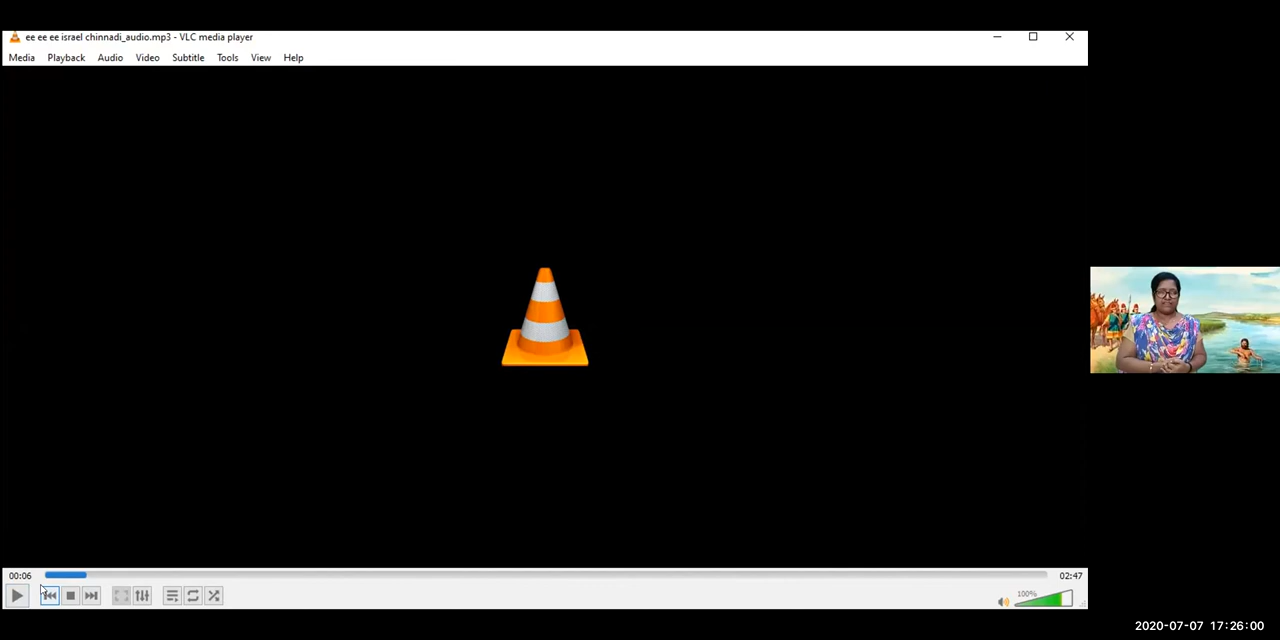 ee ee ee israel chinnadi_audio.mp3 - VLC media player
Media Playback Audio Video Subtitle Tools View Help
00:06 02:47
100%
2020-07-07 17:26:00